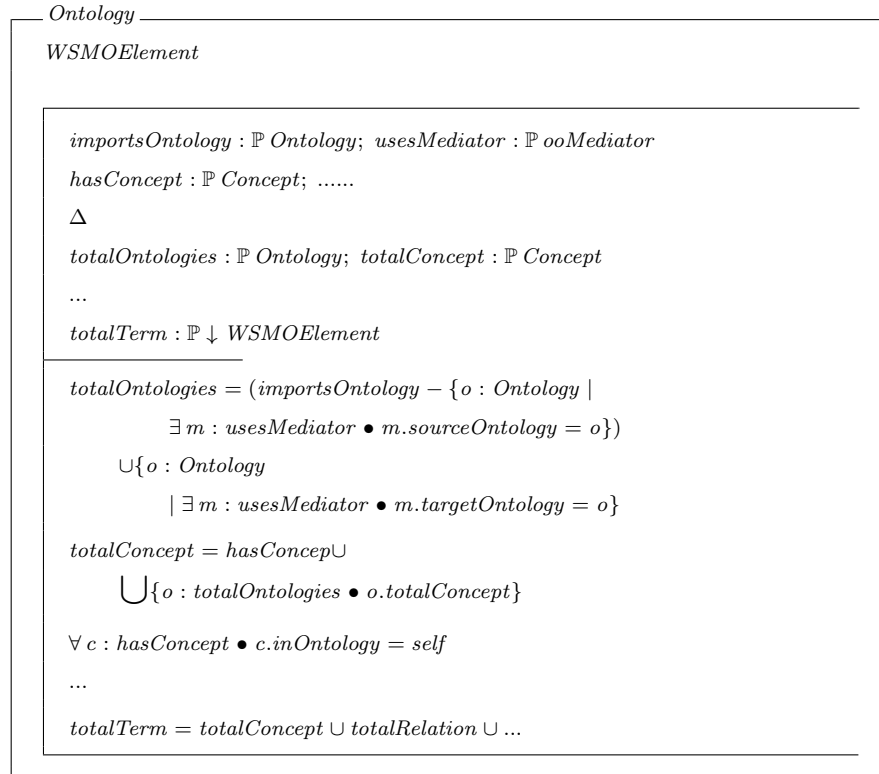 Ontology
WSMOElement
importsOntology : ℙ Ontology; usesMediator : ℙ ooMediator
hasConcept : ℙ Concept; ......
Δ
totalOntologies : ℙ Ontology; totalConcept : ℙ Concept
...
totalTerm : ℙ ↓ WSMOElement
totalOntologies = (importsOntology − {o : Ontology |
∃ m : usesMediator • m.sourceOntology = o})
∪{o : Ontology
| ∃ m : usesMediator • m.targetOntology = o}
totalConcept = hasConcep∪
⋃{o : totalOntologies • o.totalConcept}
∀ c : hasConcept • c.inOntology = self
...
totalTerm = totalConcept ∪ totalRelation ∪ ...